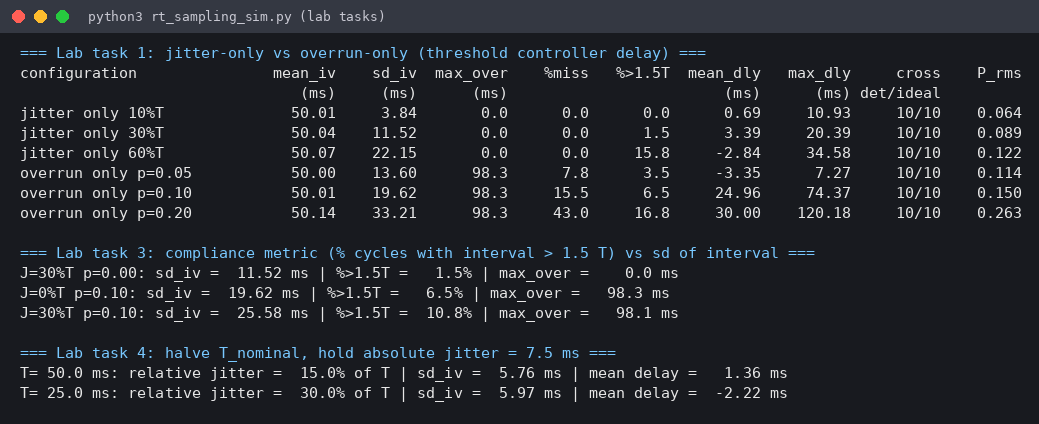 python3 rt_sampling_sim.py (lab tasks)
=== Lab task 1: jitter-only vs overrun-only (threshold controller delay) ===
configuration               mean_iv    sd_iv  max_over    %miss   %>1.5T  mean_dly   max_dly     cross    P_rms
                               (ms)     (ms)      (ms)                        (ms)      (ms) det/ideal
jitter only 10%T              50.01     3.84       0.0      0.0      0.0      0.69     10.93     10/10    0.064
jitter only 30%T              50.04    11.52       0.0      0.0      1.5      3.39     20.39     10/10    0.089
jitter only 60%T              50.07    22.15       0.0      0.0     15.8     -2.84     34.58     10/10    0.122
overrun only p=0.05           50.00    13.60      98.3      7.8      3.5     -3.35      7.27     10/10    0.114
overrun only p=0.10           50.01    19.62      98.3     15.5      6.5     24.96     74.37     10/10    0.150
overrun only p=0.20           50.14    33.21      98.3     43.0     16.8     30.00    120.18     10/10    0.263
=== Lab task 3: compliance metric (% cycles with interval > 1.5 T) vs sd of interval ===
J=30%T p=0.00: sd_iv =  11.52 ms | %>1.5T =   1.5% | max_over =    0.0 ms
J=0%T p=0.10: sd_iv =  19.62 ms | %>1.5T =   6.5% | max_over =   98.3 ms
J=30%T p=0.10: sd_iv =  25.58 ms | %>1.5T =  10.8% | max_over =   98.1 ms
=== Lab task 4: halve T_nominal, hold absolute jitter = 7.5 ms ===
T= 50.0 ms: relative jitter =  15.0% of T | sd_iv =  5.76 ms | mean delay =   1.36 ms
T= 25.0 ms: relative jitter =  30.0% of T | sd_iv =  5.97 ms | mean delay =  -2.22 ms